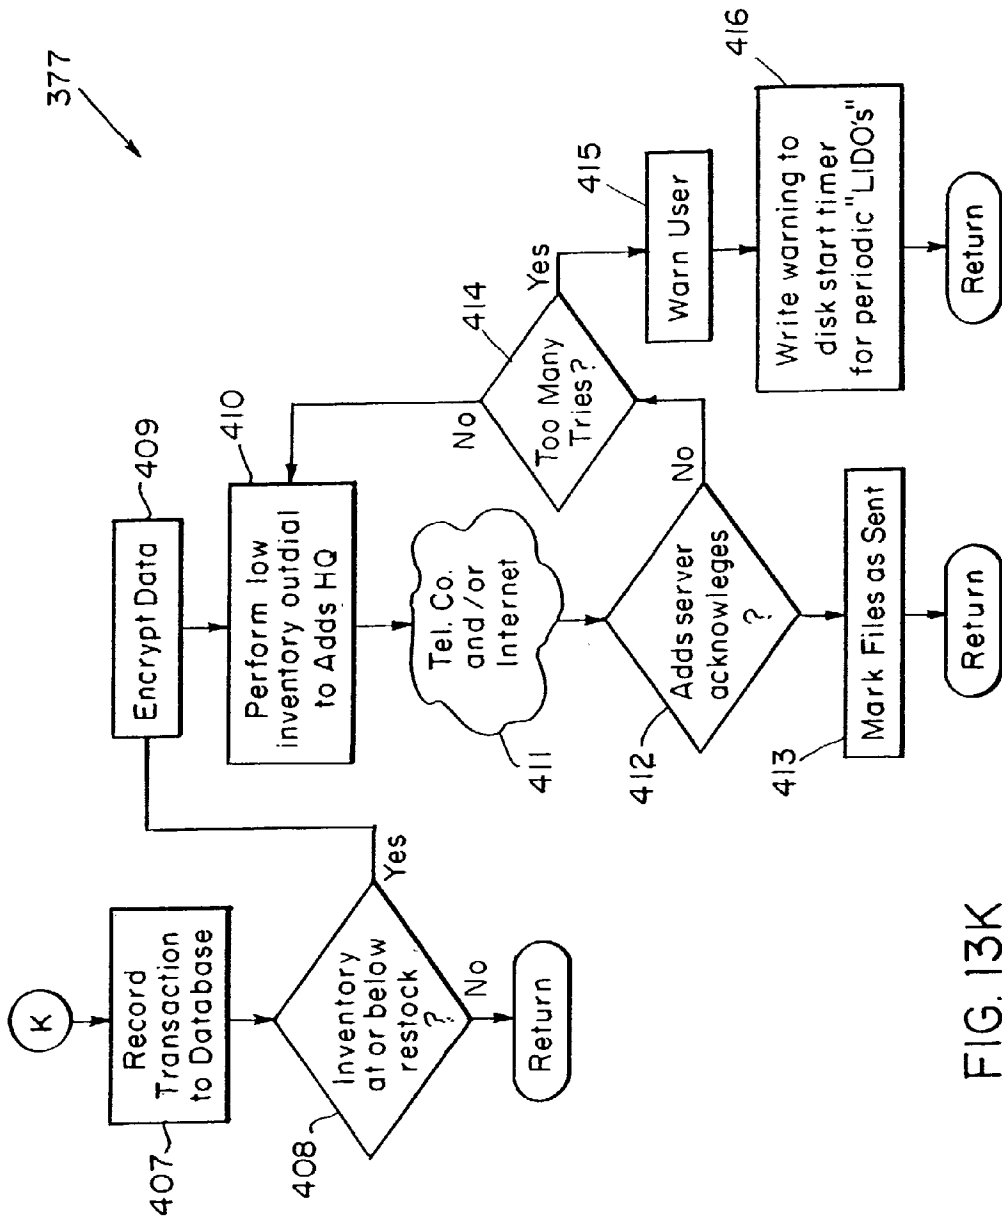 377
K
Record
Transaction
to Database
407
Inventory
at or below
restock
?
408
Yes
No
Return
Encrypt Data
409
Perform low
inventory outdial
to Adds HQ
410
Tel. Co.
and/or
Internet
411
Adds server
acknowleges
?
412
No
Mark Files as Sent
413
Return
Too Many
Tries?
414
No
Yes
Warn User
415
Write warning to
disk start timer
for periodic "LIDO's"
416
Return
FIG. 13K